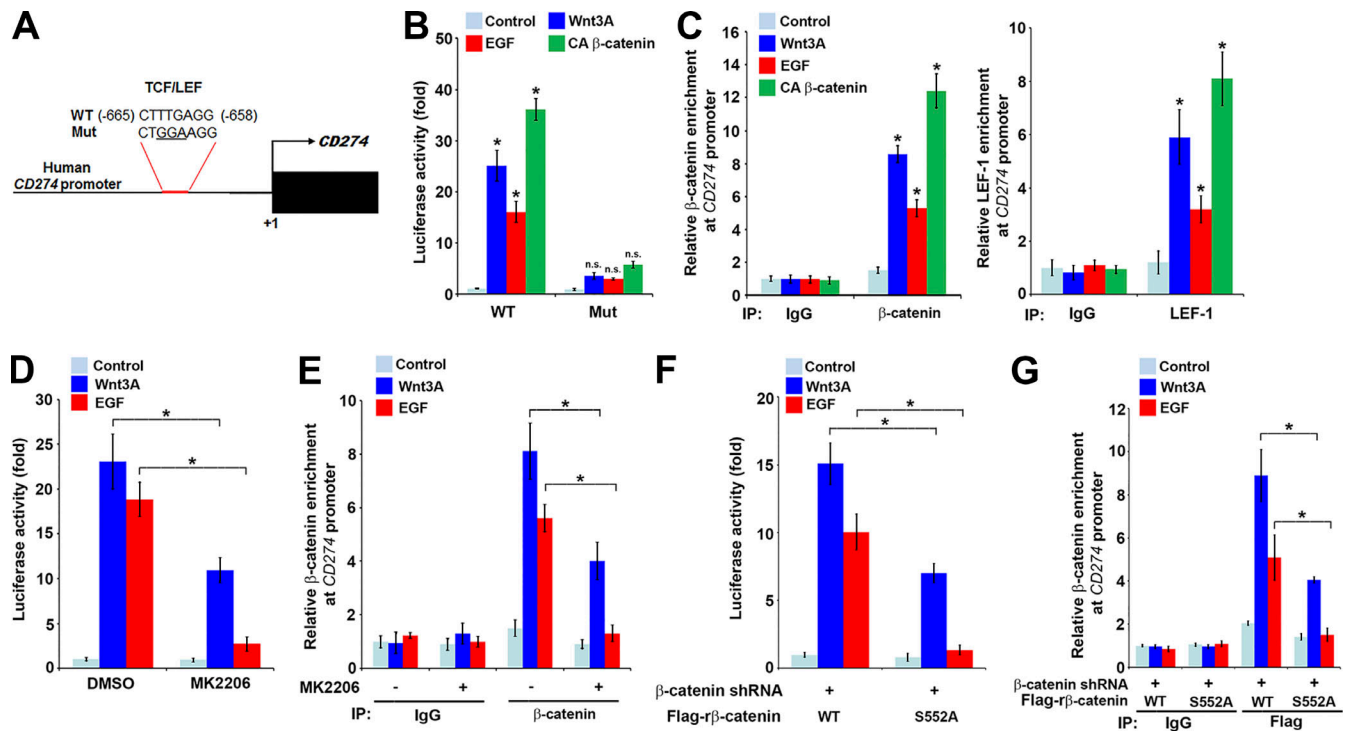 A
TCF/LEF
WT (-665) CTTTGAGG (-658)
Mut CTGGAAGG
Human
CD274 promoter
CD274
+1
B
Control
Wnt3A
EGF
CA β-catenin
Luciferase activity (fold)
50
40
30
20
10
0
*
*
*
n.s.
n.s.
n.s.
WT
Mut
C
Control
Wnt3A
EGF
CA β-catenin
Relative β-catenin enrichment
at CD274 promoter
16
14
12
10
8
6
4
2
0
*
*
*
IP: IgG β-catenin
Relative LEF-1 enrichment
at CD274 promoter
10
8
6
4
2
0
*
*
*
IP: IgG LEF-1
D
Control
Wnt3A
EGF
Luciferase activity (fold)
30
25
20
15
10
5
0
*
*
DMSO
MK2206
E
Control
Wnt3A
EGF
Relative β-catenin enrichment
at CD274 promoter
10
8
6
4
2
0
*
*
MK2206 - + - +
IP: IgG β-catenin
F
Control
Wnt3A
EGF
Luciferase activity (fold)
20
15
10
5
0
*
*
β-catenin shRNA + +
Flag-rβ-catenin WT S552A
G
Control
Wnt3A
EGF
Relative β-catenin enrichment
at CD274 promoter
12
10
8
6
4
2
0
*
*
β-catenin shRNA + + + +
Flag-rβ-catenin WT S552A WT S552A
IP: IgG Flag